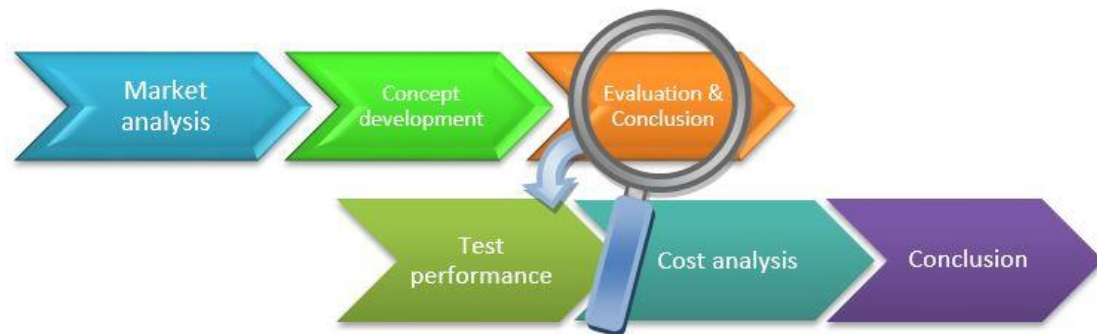 Market
analysis
Concept
development
Evaluation &
Conclusion
Test
performance
Cost analysis
Conclusion